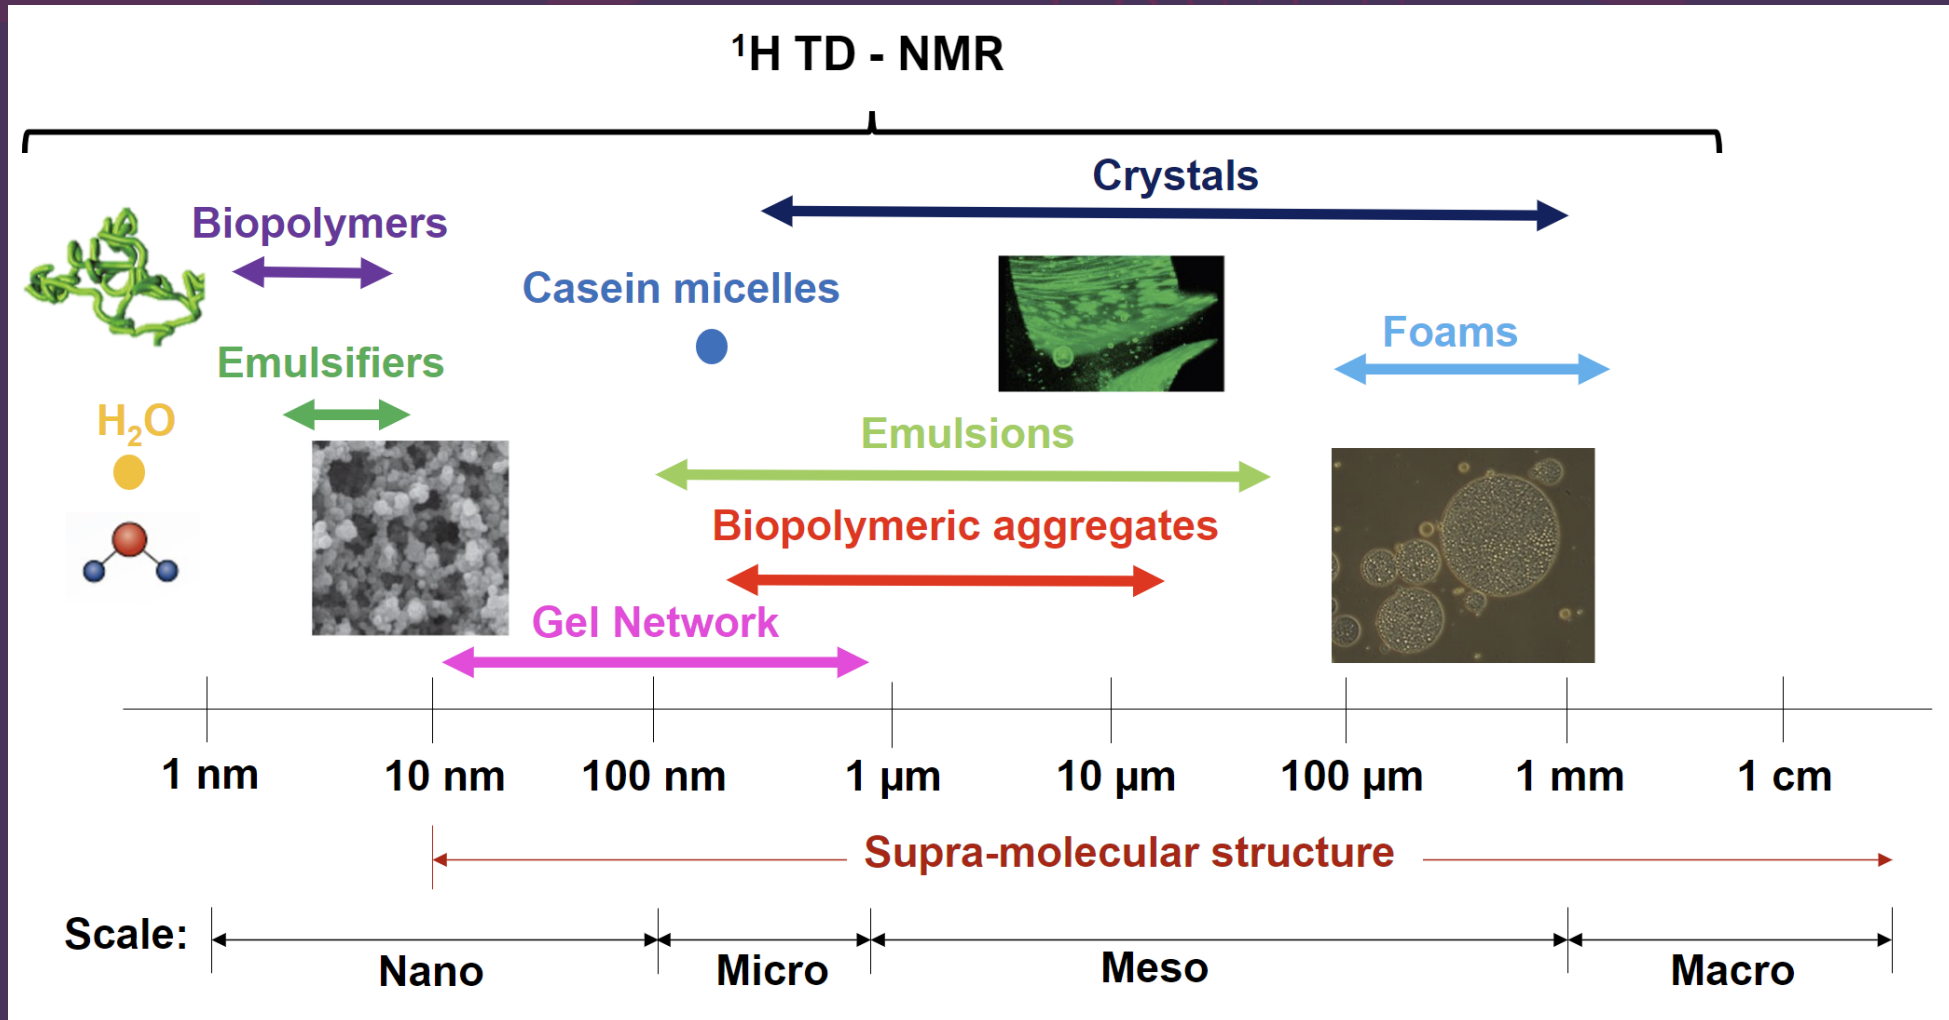 ¹H TD - NMR
Crystals
Biopolymers
Casein micelles
Foams
Emulsifiers
H₂O
Emulsions
Biopolymeric aggregates
Gel Network
1 nm
10 nm
100 nm
1 µm
10 µm
100 µm
1 mm
1 cm
Supra-molecular structure
Scale:
Nano
Micro
Meso
Macro